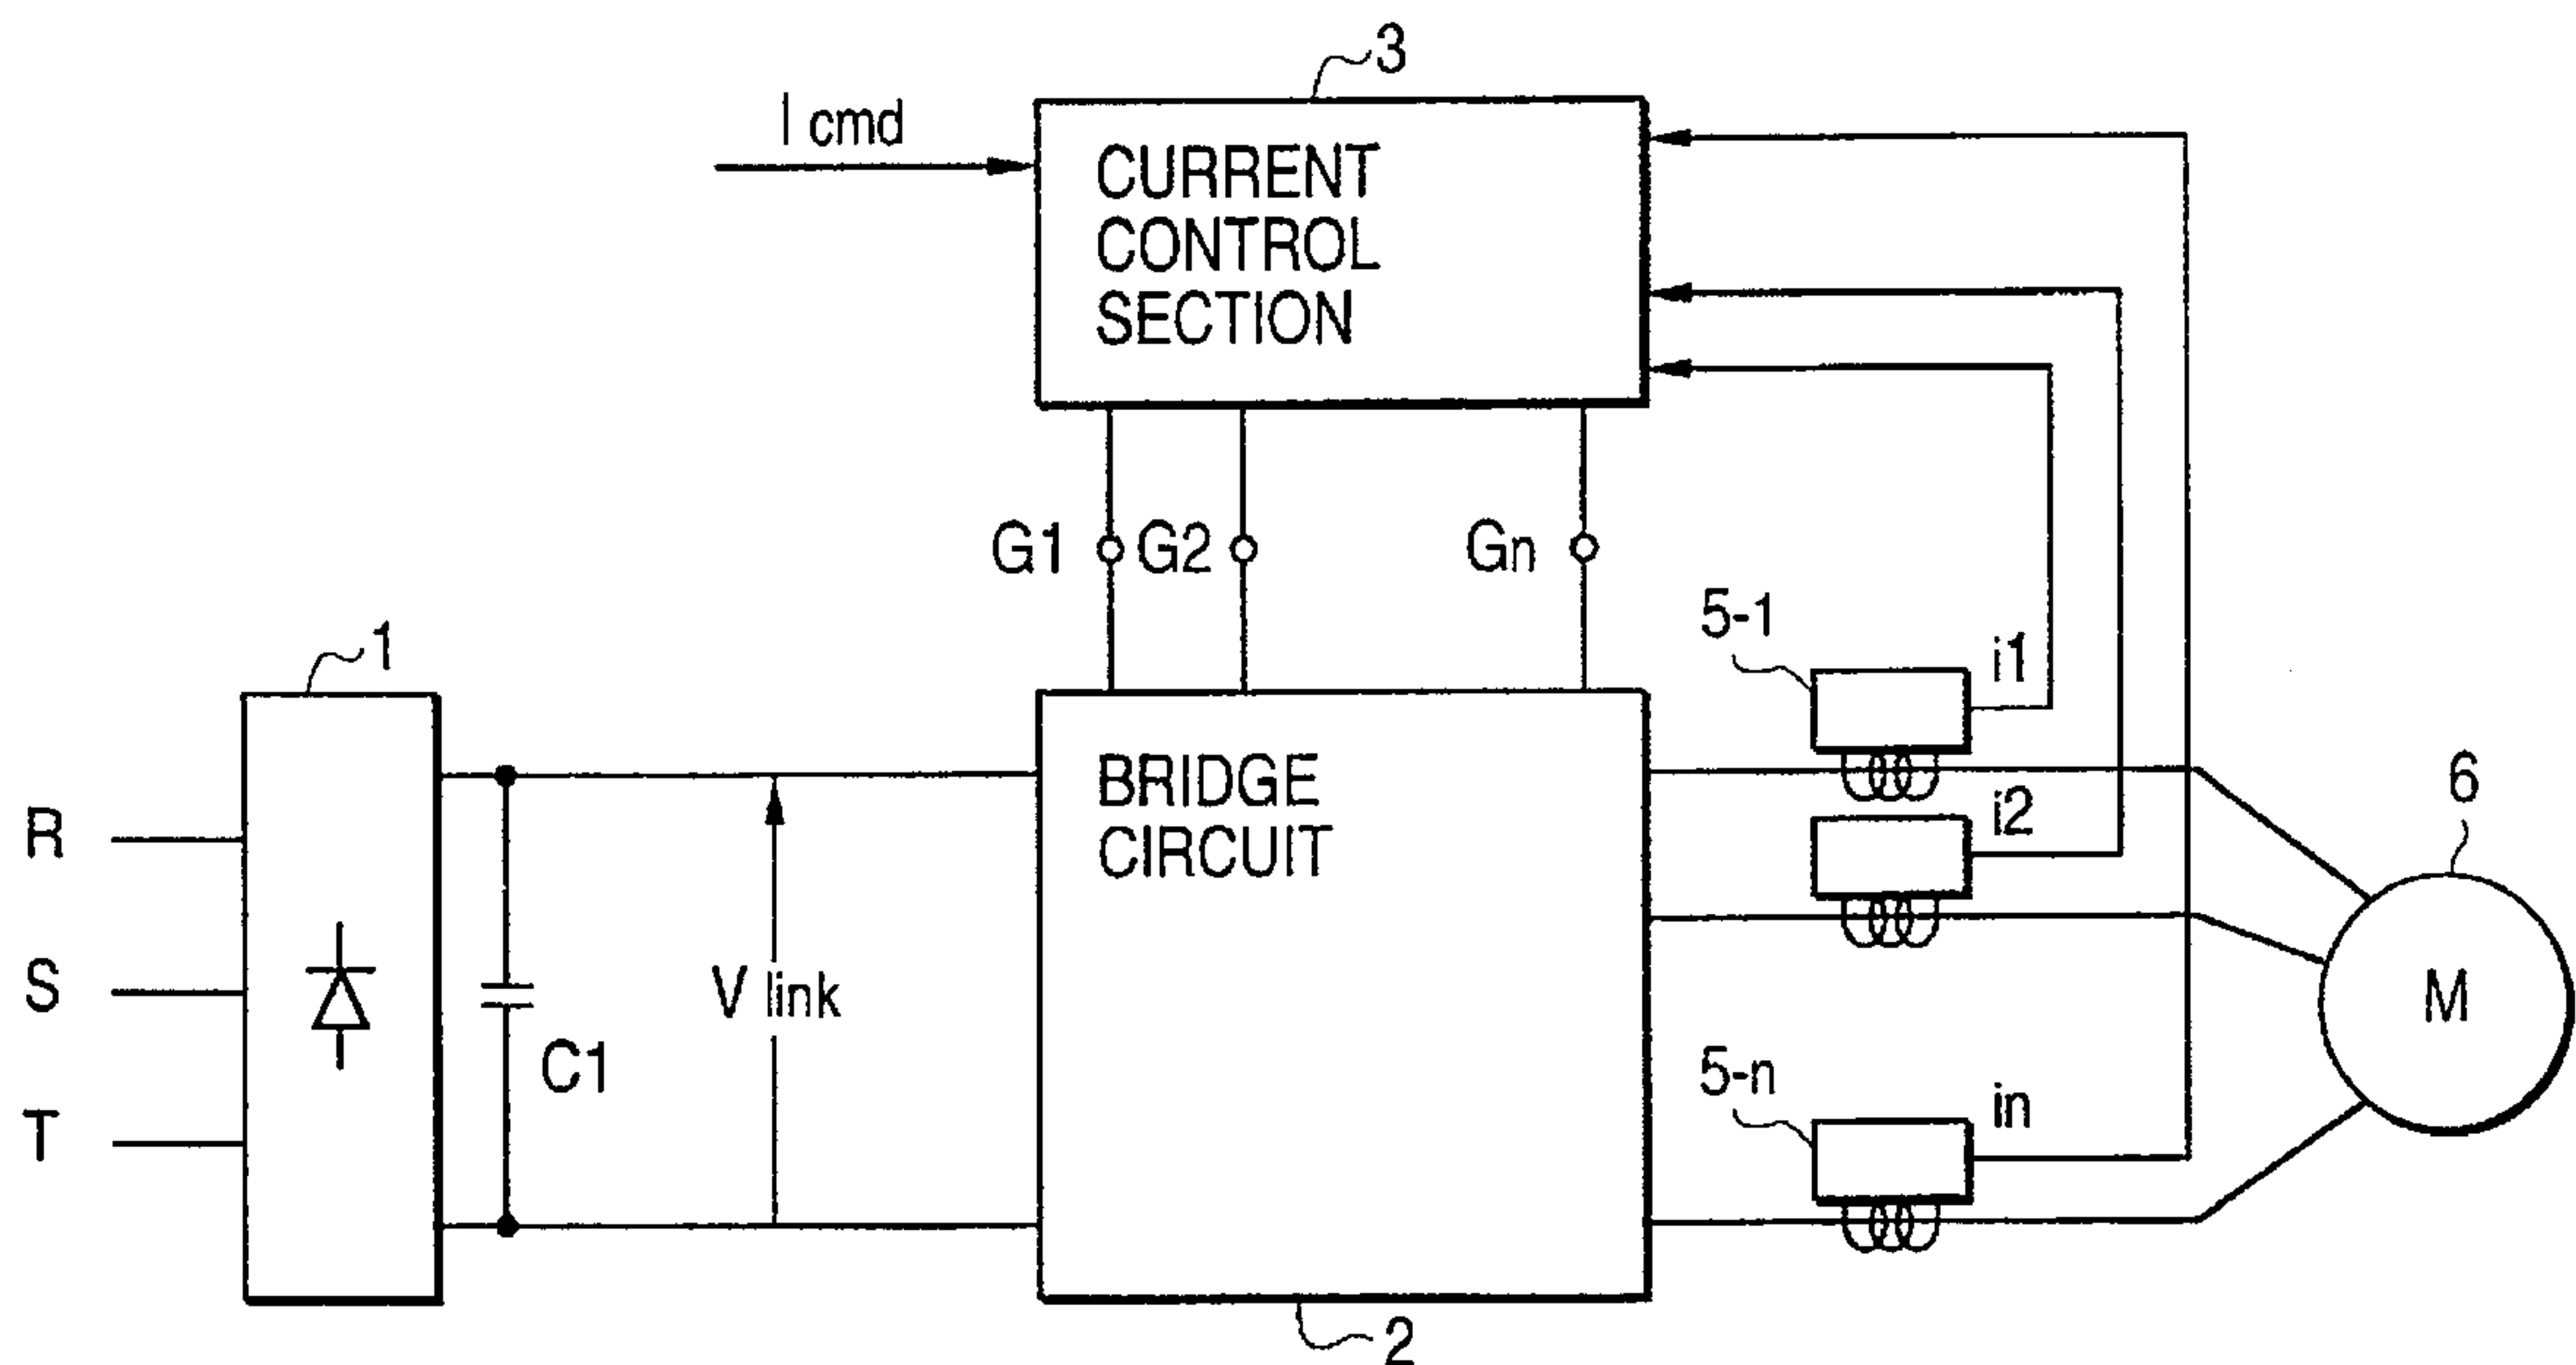 3
I cmd
CURRENT
CONTROL
SECTION
G1
G2
Gn
5-1
i1
1
BRIDGE
CIRCUIT
i2
6
R
S
T
V link
C1
M
5-n
in
2